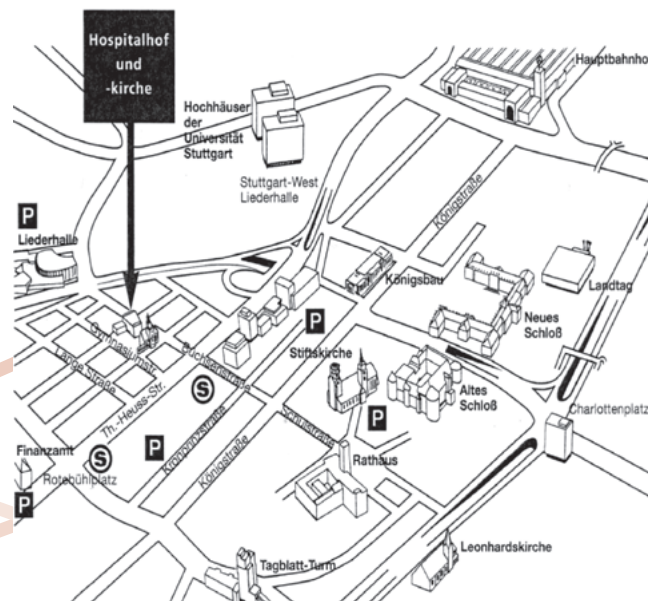 Hospitalhof
und
-kirche
Hauptbahnho
Hochhäuser
der
Universität
Stuttgart
Stuttgart-West
Liederhalle
P
Liederhalle
Königstraße
Königsbau
Landtag
Neues
Schloß
P
Gymnasiumstr.
Büchsenstraße
Stiftskirche
Lange Straße
S
Altes
Schloß
Th.-Heuss-Str.
P
Charlottenplatz
Schulstraße
Kronprinzstraße
Königstraße
Rathaus
P
Finanzamt
S
Rotebühlplatz
P
Leonhardskirche
Tagblatt-Turm